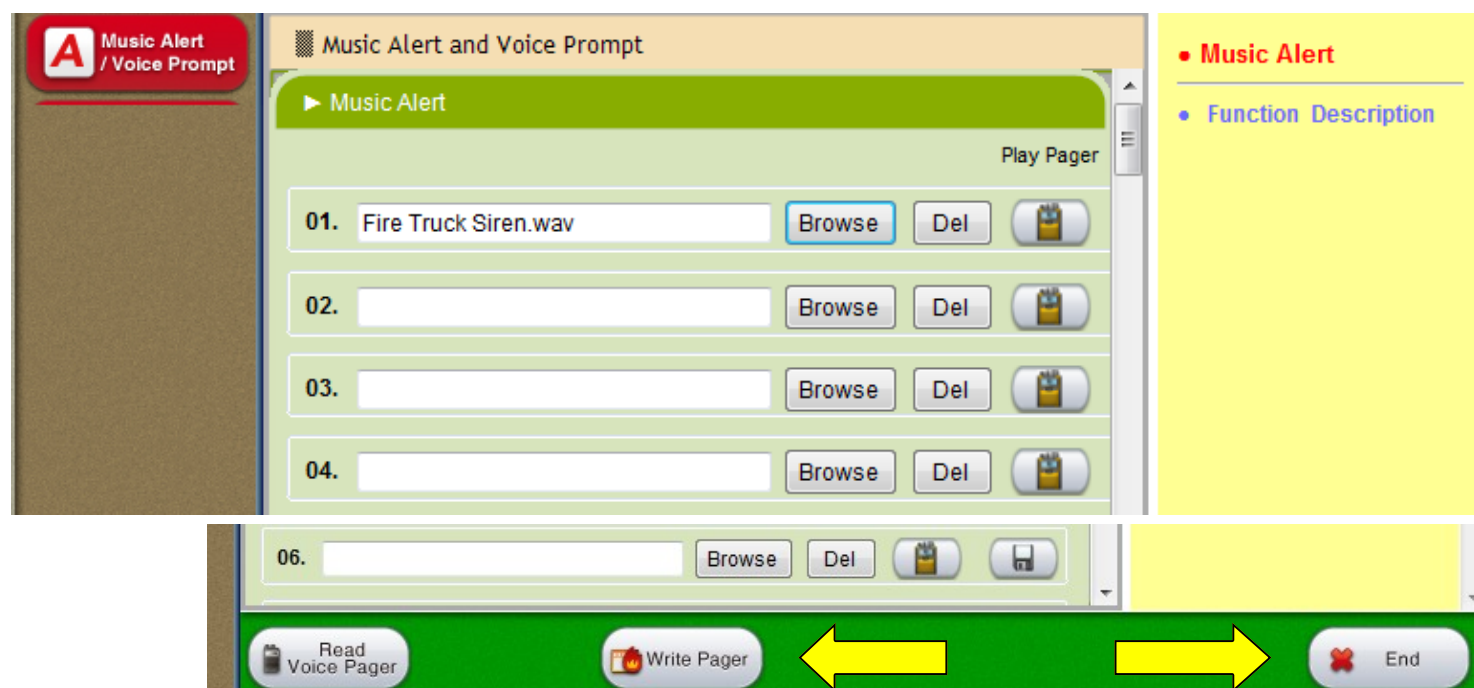 A
Music Alert
/ Voice Prompt
Music Alert and Voice Prompt
► Music Alert
Play Pager
01. Fire Truck Siren.wav Browse Del
02. Browse Del
03. Browse Del
04. Browse Del
• Music Alert
• Function Description
06. Browse Del
Read
Voice Pager
Write Pager
End